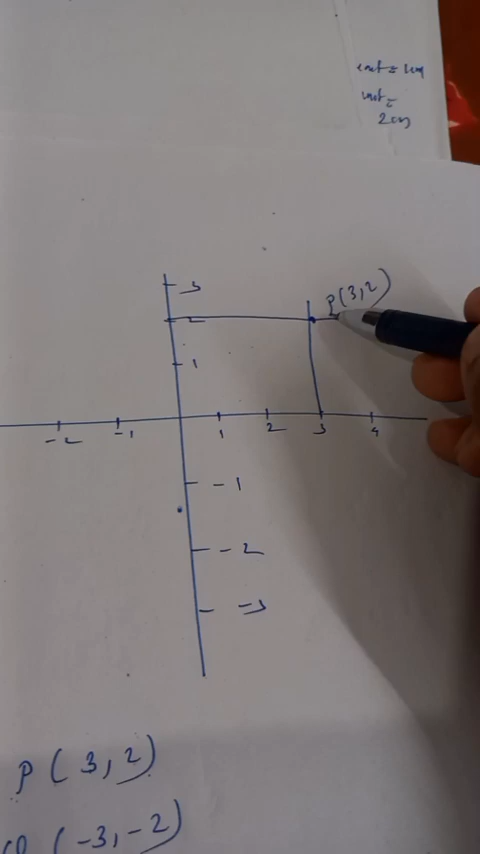 unit = 1cm
unit =
2cm
3
P(3,2)
2
1
-2 -1 1 2 3 4
-1
-2
-3
P(3,2)
Q(-3,-2)